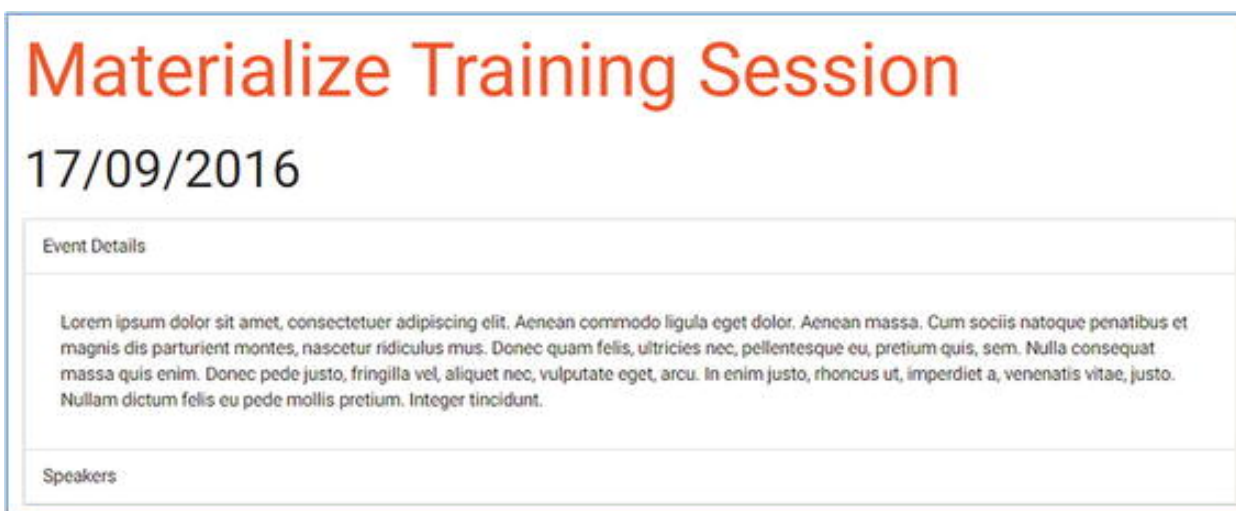 Materialize Training Session
17/09/2016
Event Details
Lorem ipsum dolor sit amet, consectetuer adipiscing elit. Aenean commodo ligula eget dolor. Aenean massa. Cum sociis natoque penatibus et
magnis dis parturient montes, nascetur ridiculus mus. Donec quam felis, ultricies nec, pellentesque eu, pretium quis, sem. Nulla consequat
massa quis enim. Donec pede justo, fringilla vel, aliquet nec, vulputate eget, arcu. In enim justo, rhoncus ut, imperdiet a, venenatis vitae, justo.
Nullam dictum felis eu pede mollis pretium. Integer tincidunt.
Speakers